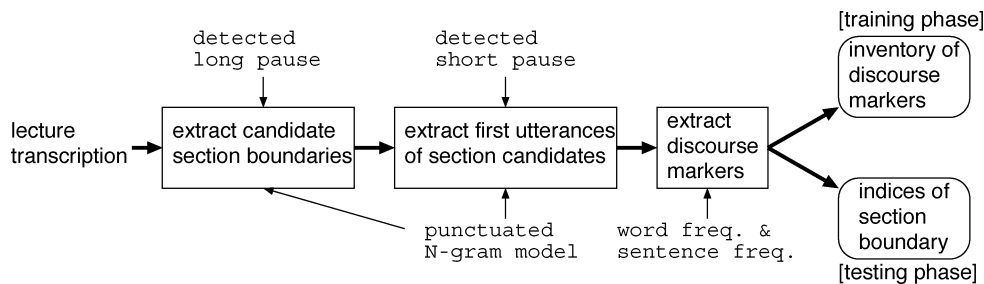 [training phase]
detected
long pause
detected
short pause
inventory of
discourse
markers
lecture
transcription
extract candidate
section boundaries
extract first utterances
of section candidates
extract
discourse
markers
punctuated
N-gram model
word freq. &
sentence freq.
indices of
section
boundary
[testing phase]